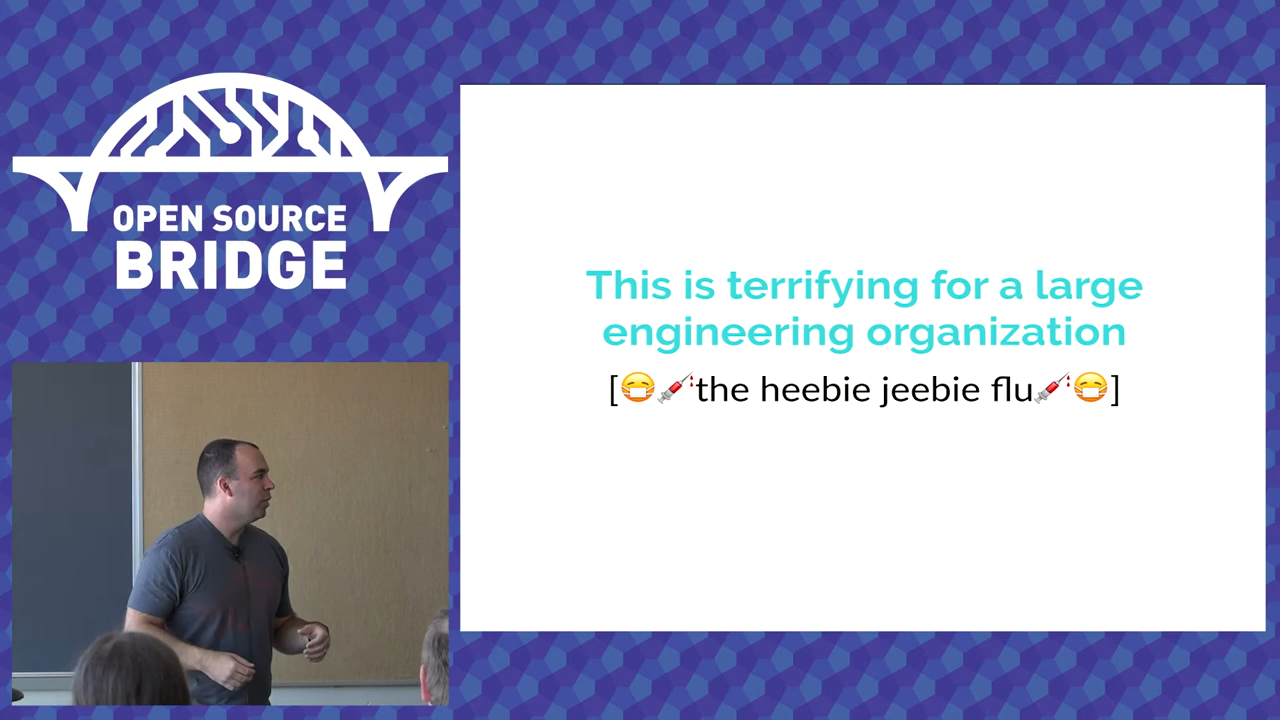 OPEN SOURCE
BRIDGE
This is terrifying for a large
engineering organization
[😷💉the heebie jeebie flu💉😷]